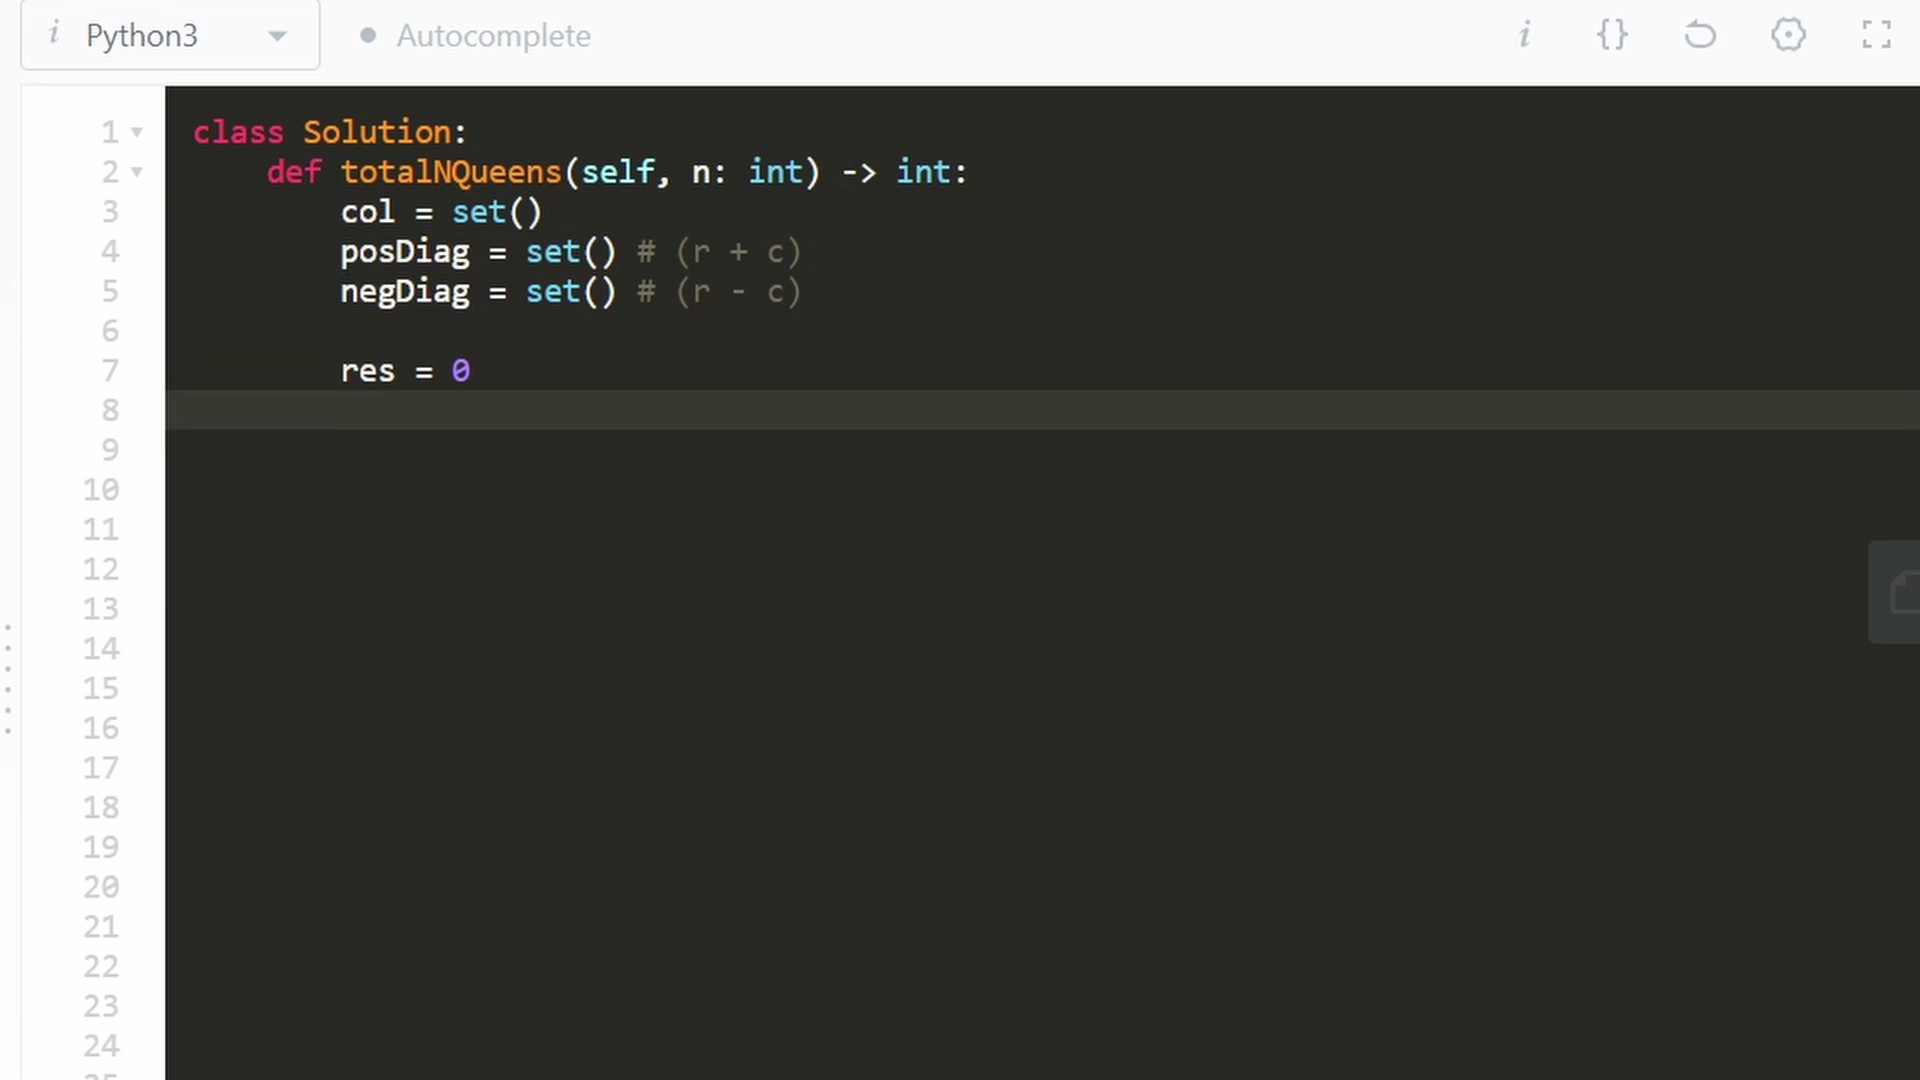 i Python3 Autocomplete i {}
1 class Solution:
2 def totalNQueens(self, n: int) -> int:
3 col = set()
4 posDiag = set() # (r + c)
5 negDiag = set() # (r - c)
6
7 res = 0
8
9
10
11
12
13
14
15
16
17
18
19
20
21
22
23
24
25